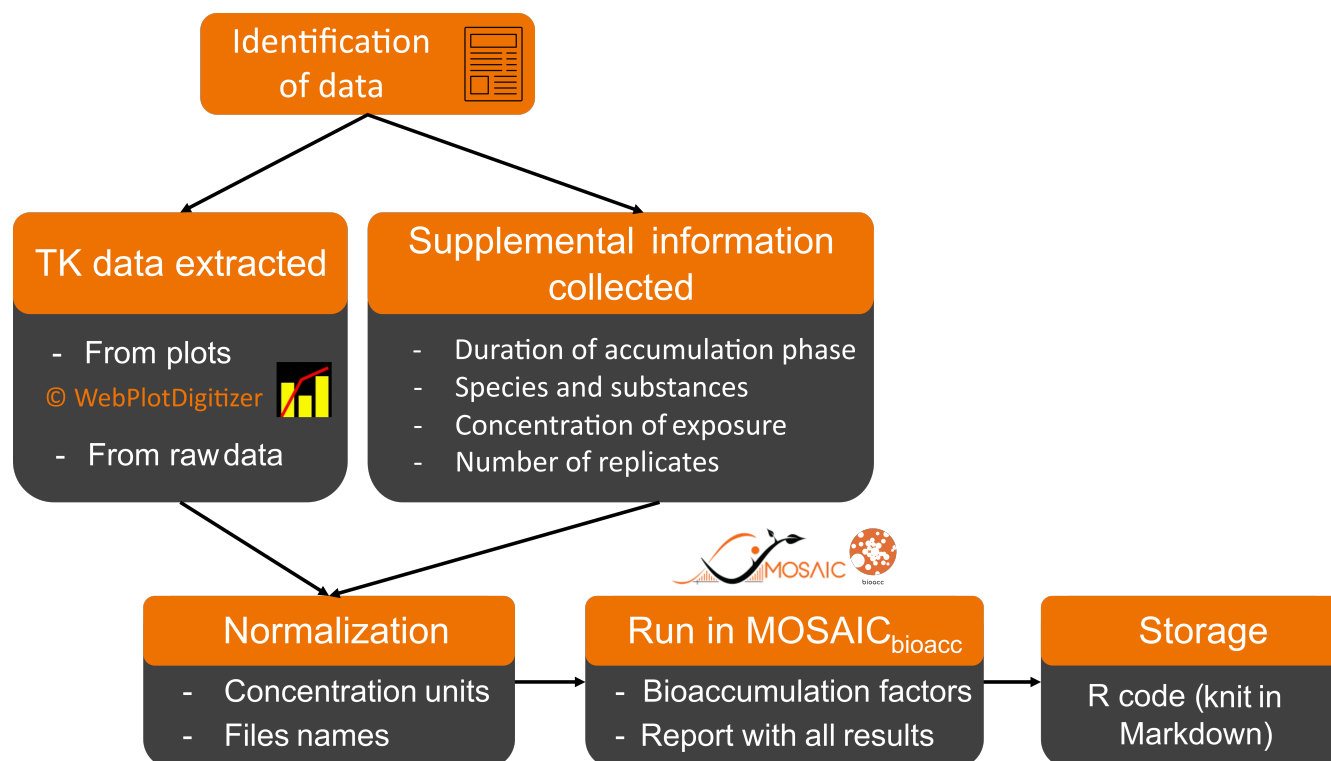 Identification
of data
TK data extracted
- From plots
© WebPlotDigitizer
- From raw data
Supplemental information
collected
- Duration of accumulation phase
- Species and substances
- Concentration of exposure
- Number of replicates
MOSAIC
bioacc
Normalization
- Concentration units
- Files names
Run in MOSAICbioacc
- Bioaccumulation factors
- Report with all results
Storage
R code (knit in
Markdown)